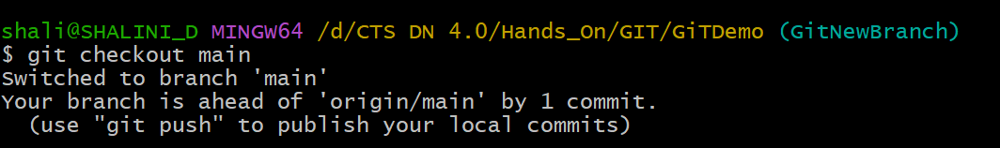 shali@SHALINI_D MINGW64 /d/CTS DN 4.0/Hands_On/GIT/GiTDemo (GitNewBranch)
$ git checkout main
Switched to branch 'main'
Your branch is ahead of 'origin/main' by 1 commit.
  (use "git push" to publish your local commits)